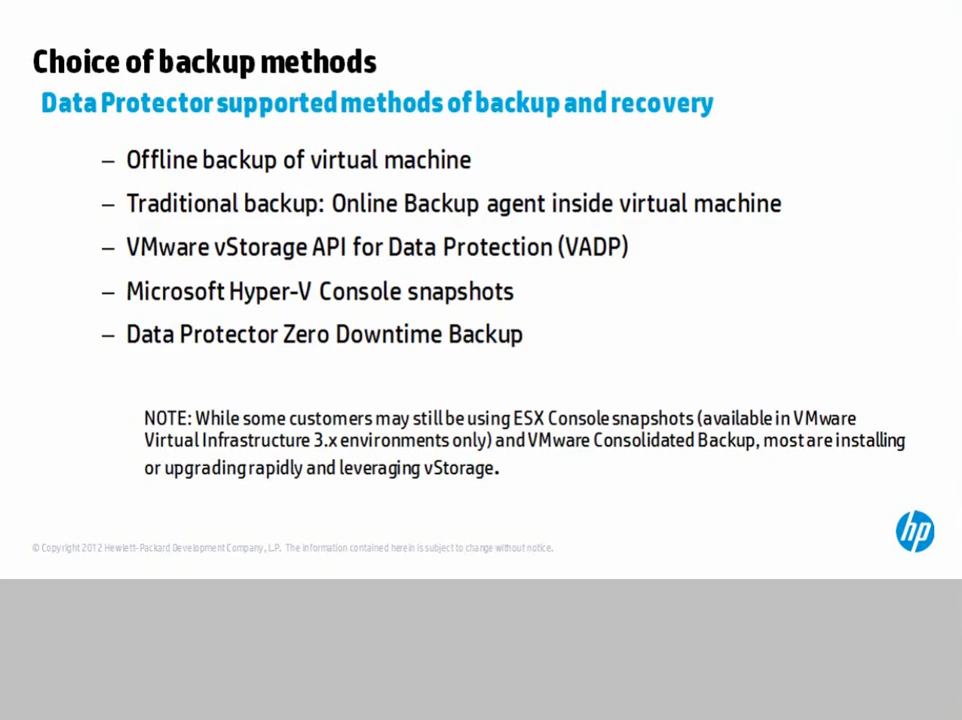 Choice of backup methods
Data Protector supported methods of backup and recovery
– Offline backup of virtual machine
– Traditional backup: Online Backup agent inside virtual machine
– VMware vStorage API for Data Protection (VADP)
– Microsoft Hyper-V Console snapshots
– Data Protector Zero Downtime Backup
NOTE: While some customers may still be using ESX Console snapshots (available in VMware
Virtual Infrastructure 3.x environments only) and VMware Consolidated Backup, most are installing
or upgrading rapidly and leveraging vStorage.
hp
© Copyright 2012 Hewlett-Packard Development Company, L.P. The information contained herein is subject to change without notice.